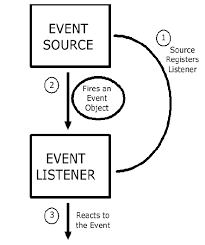 EVENT
SOURCE
1
Source
Registers
Listener
2
Fires an
Event
Object
EVENT
LISTENER
3
Reacts to
the Event